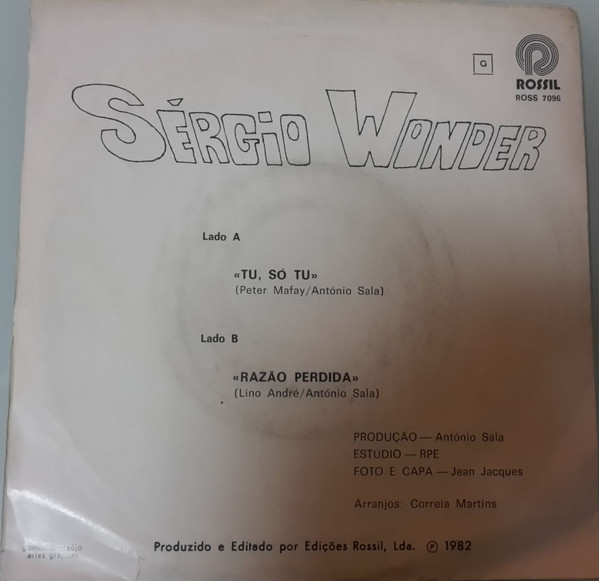 G
ROSSIL
ROSS 7096
SÉRGIO WONDER
Lado A
«TU, SÓ TU»
(Peter Mafay/António Sala)
Lado B
«RAZÃO PERDIDA»
(Lino André/António Sala)
PRODUÇÃO — António Sala
ESTÚDIO — RPE
FOTO E CAPA — Jean Jacques
Arranjos: Correia Martins
Produzido e Editado por Edições Rossil, Lda. Ⓟ 1982